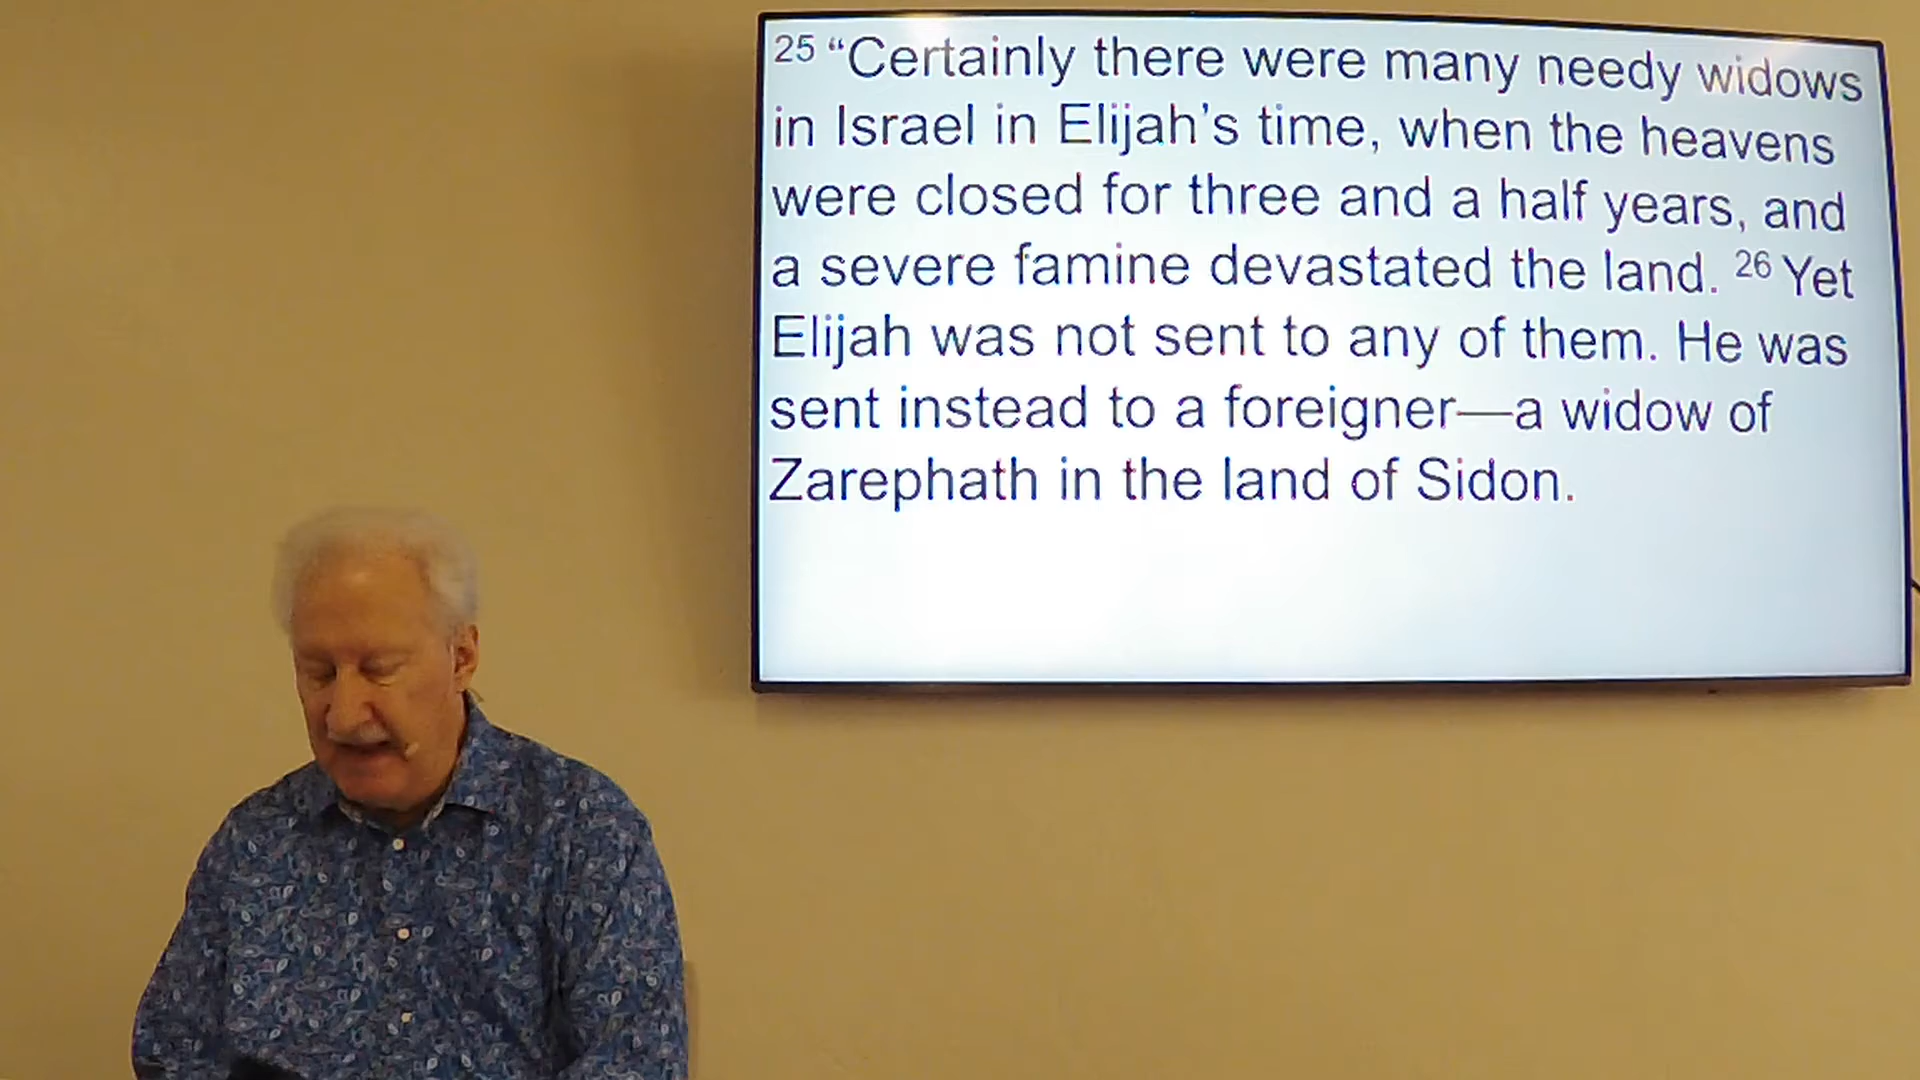 25 “Certainly there were many needy widows
in Israel in Elijah’s time, when the heavens
were closed for three and a half years, and
a severe famine devastated the land. 26 Yet
Elijah was not sent to any of them. He was
sent instead to a foreigner—a widow of
Zarephath in the land of Sidon.